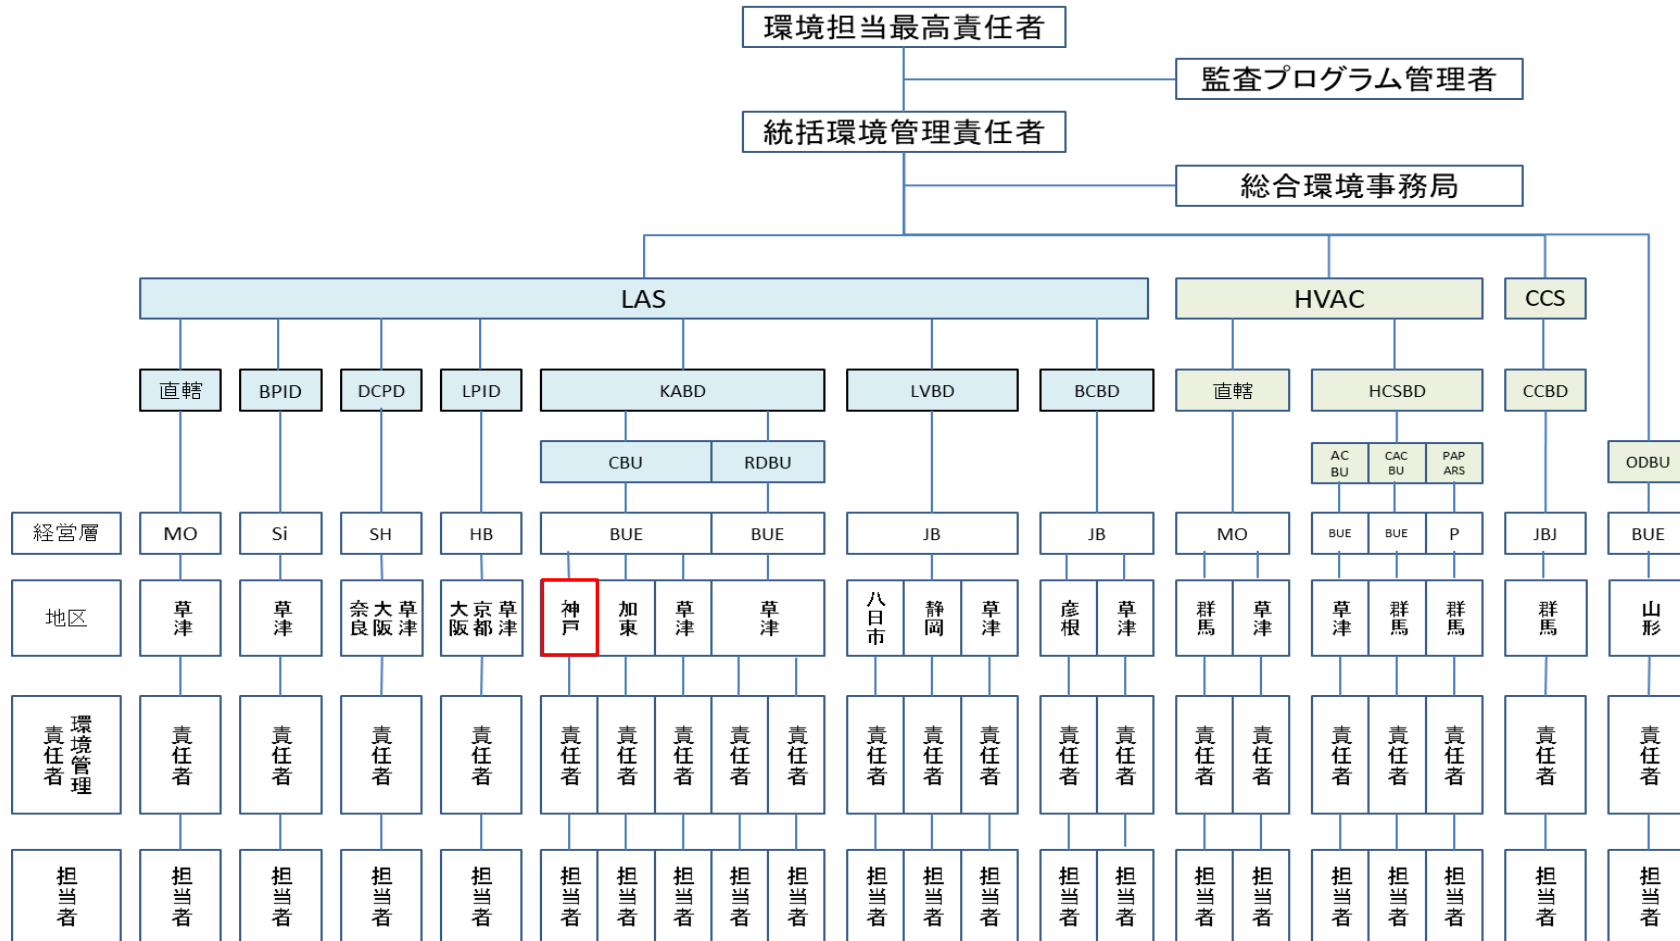 環境担当最高責任者
監査プログラム管理者
統括環境管理責任者
総合環境事務局
LAS HVAC CCS
直轄 BPID DCPD LPID KABD LVBD BCBD 直轄 HCSBD CCBD
CBU RDBU AC BU CAC BU PAP ARS ODBU
経営層 MO Si SH HB BUE BUE JB JB MO BUE BUE P JBJ BUE
地区 草津 草津 草津 大阪 奈良 草津 京都 大阪 神戸 加東 草津 草津 八日市 静岡 草津 彦根 草津 群馬 草津 草津 群馬 群馬 群馬 山形
環境管理 責任者 責任者 責任者 責任者 責任者 責任者 責任者 責任者 責任者 責任者 責任者 責任者 責任者 責任者 責任者 責任者 責任者 責任者 責任者 責任者 責任者 責任者
担当者 担当者 担当者 担当者 担当者 担当者 担当者 担当者 担当者 担当者 担当者 担当者 担当者 担当者 担当者 担当者 担当者 担当者 担当者 担当者 担当者 担当者